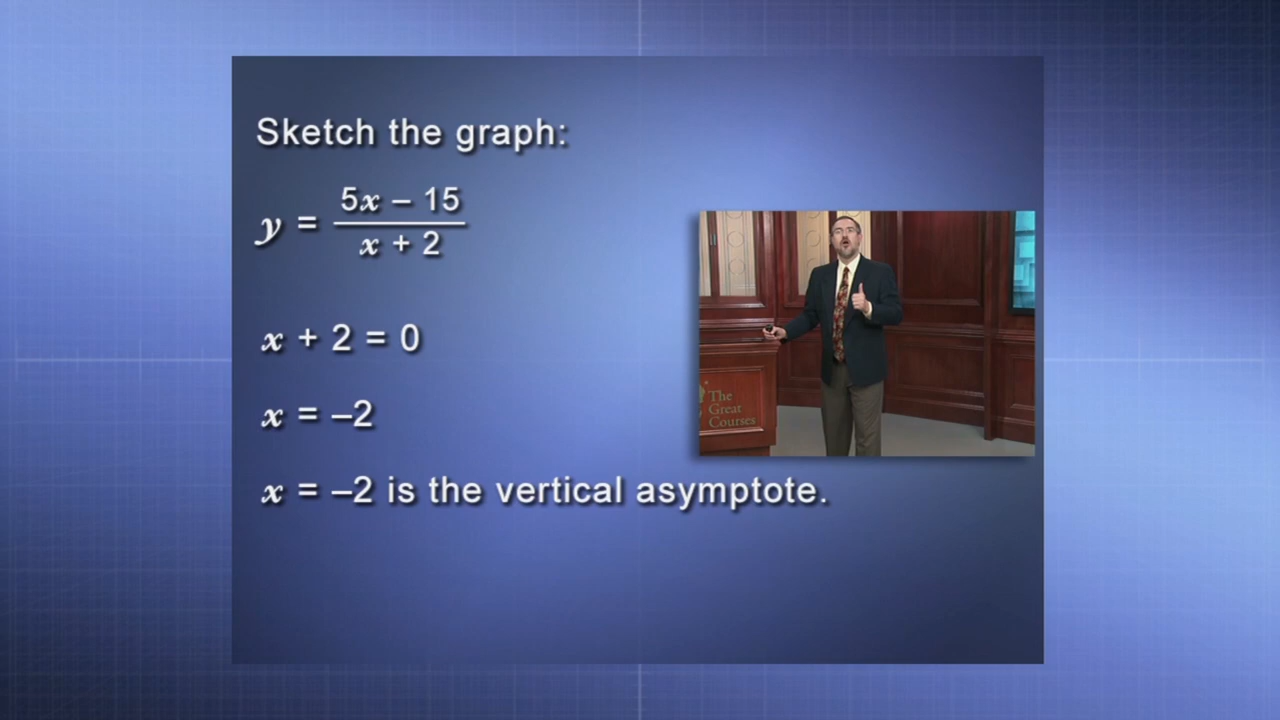 Sketch the graph:
y = (5x – 15)/(x + 2)
x + 2 = 0
x = –2
x = –2 is the vertical asymptote.
The
Great
Courses